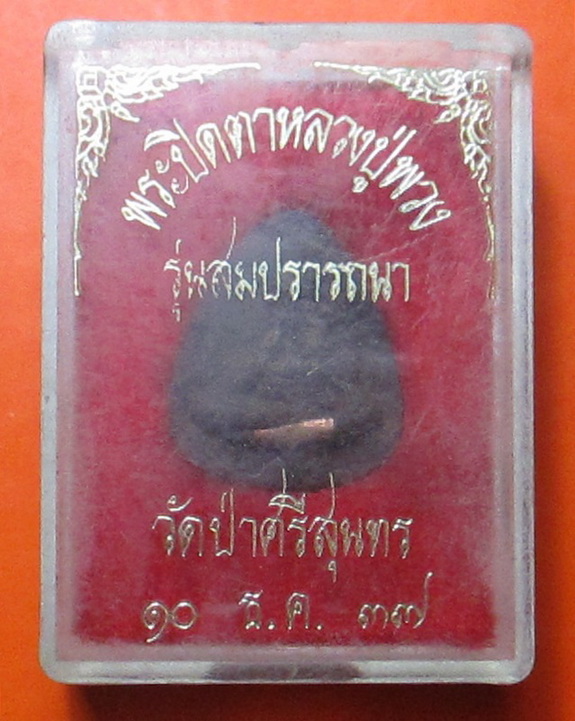 พระปิดตาหลวงปู่พวง
รุ่นสมปรารถนา
วัดป่าศรีสุนทร
๑๐ ธ.ค. ๓๗